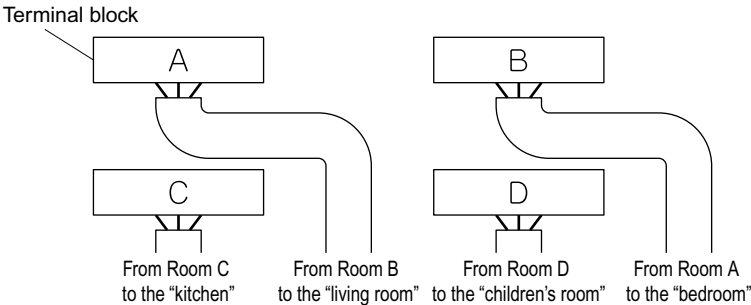 Terminal block
A
B
C
D
From Room C
to the “kitchen”
From Room B
to the “living room”
From Room D
to the “children's room”
From Room A
to the “bedroom”